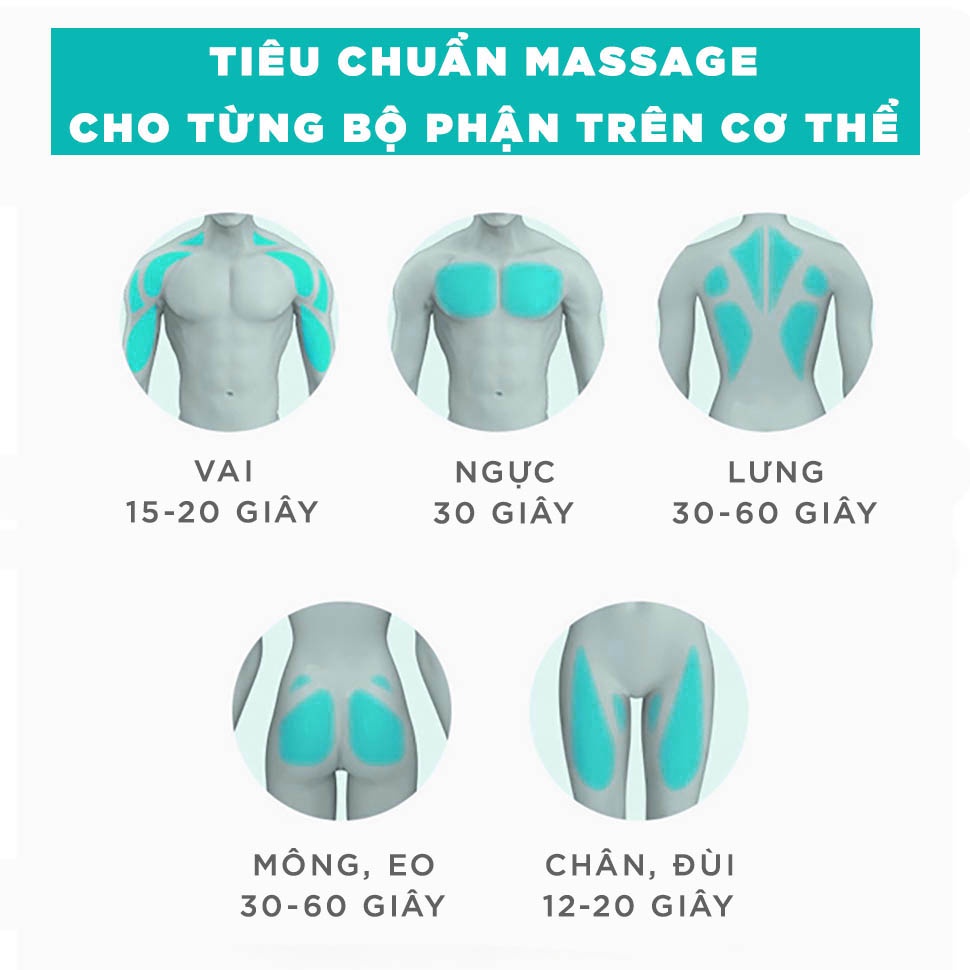 TIÊU CHUẨN MASSAGE
CHO TỪNG BỘ PHẬN TRÊN CƠ THỂ
VAI
15-20 GIÂY
NGỰC
30 GIÂY
LƯNG
30-60 GIÂY
MÔNG, EO
30-60 GIÂY
CHÂN, ĐÙI
12-20 GIÂY